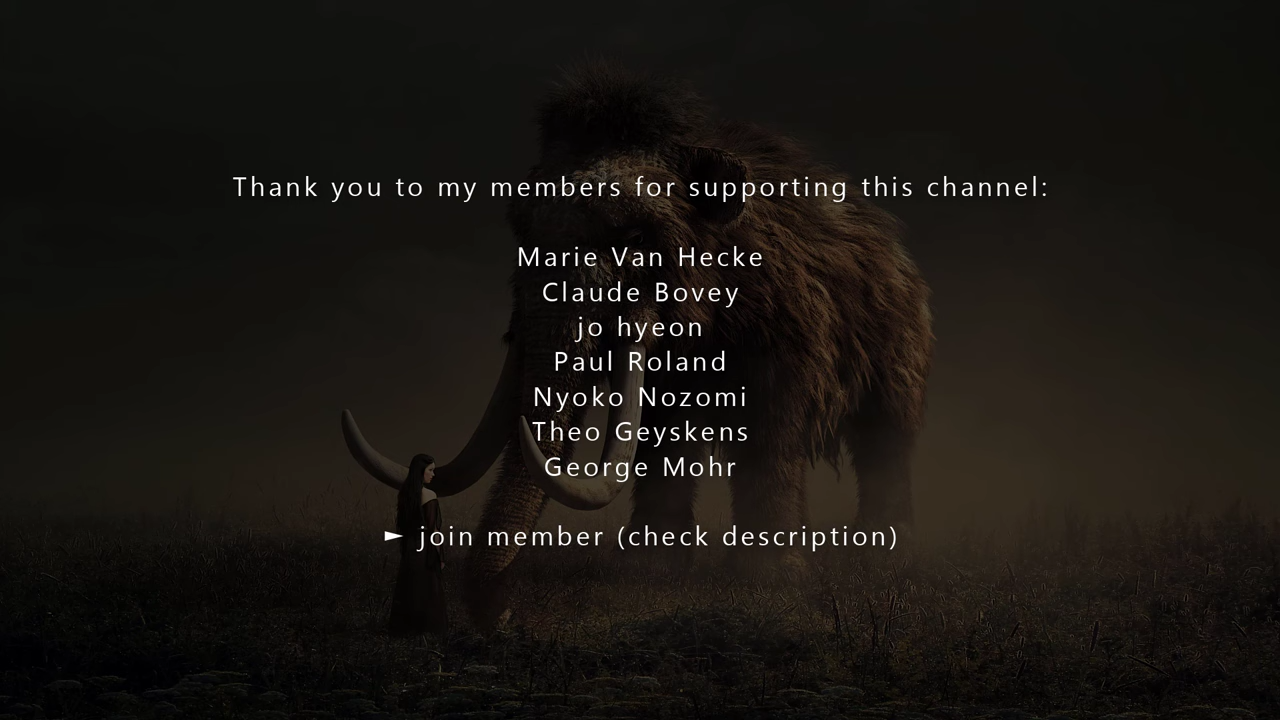 Thank you to my members for supporting this channel:
Marie Van Hecke
Claude Bovey
jo hyeon
Paul Roland
Nyoko Nozomi
Theo Geyskens
George Mohr
► join member (check description)